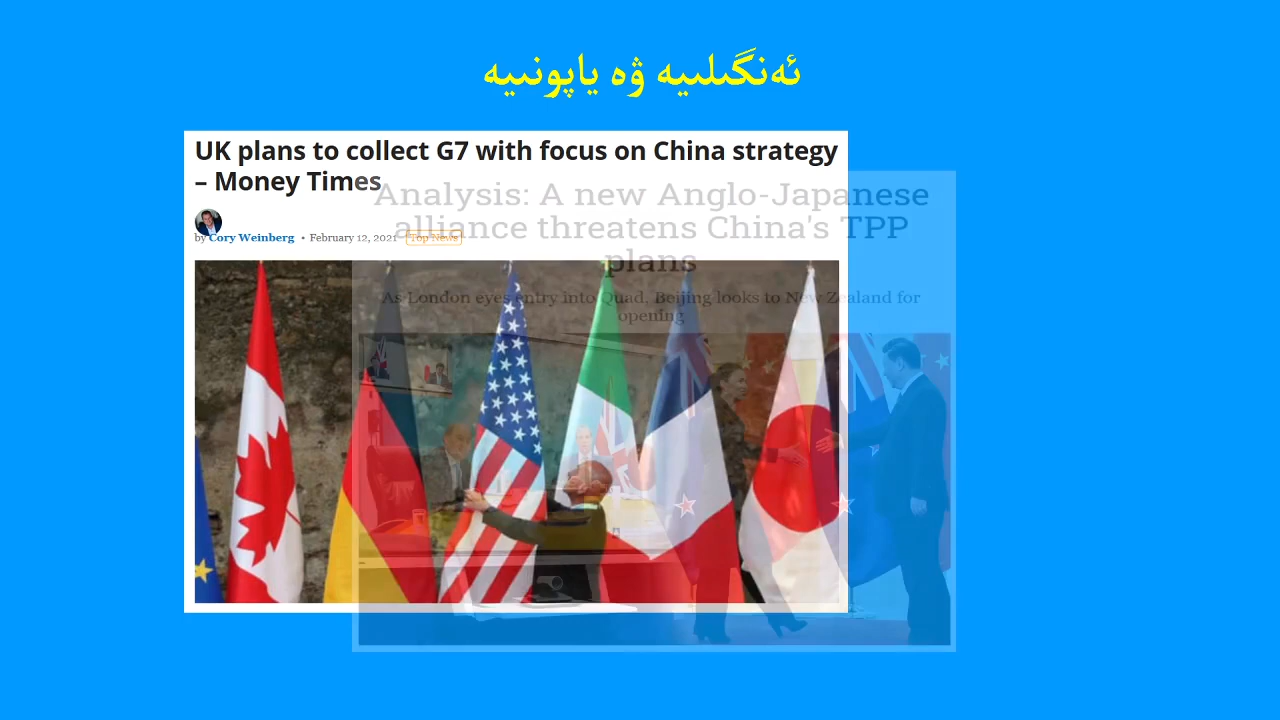 ئەنگلىيە ۋە ياپونىيە
UK plans to collect G7 with focus on China strategy
– Money Times
by Cory Weinberg • February 12, 2021 Top News
Analysis: A new Anglo-Japanese
alliance threatens China's TPP
plans
As London eyes entry into Quad, Beijing looks to New Zealand for
opening